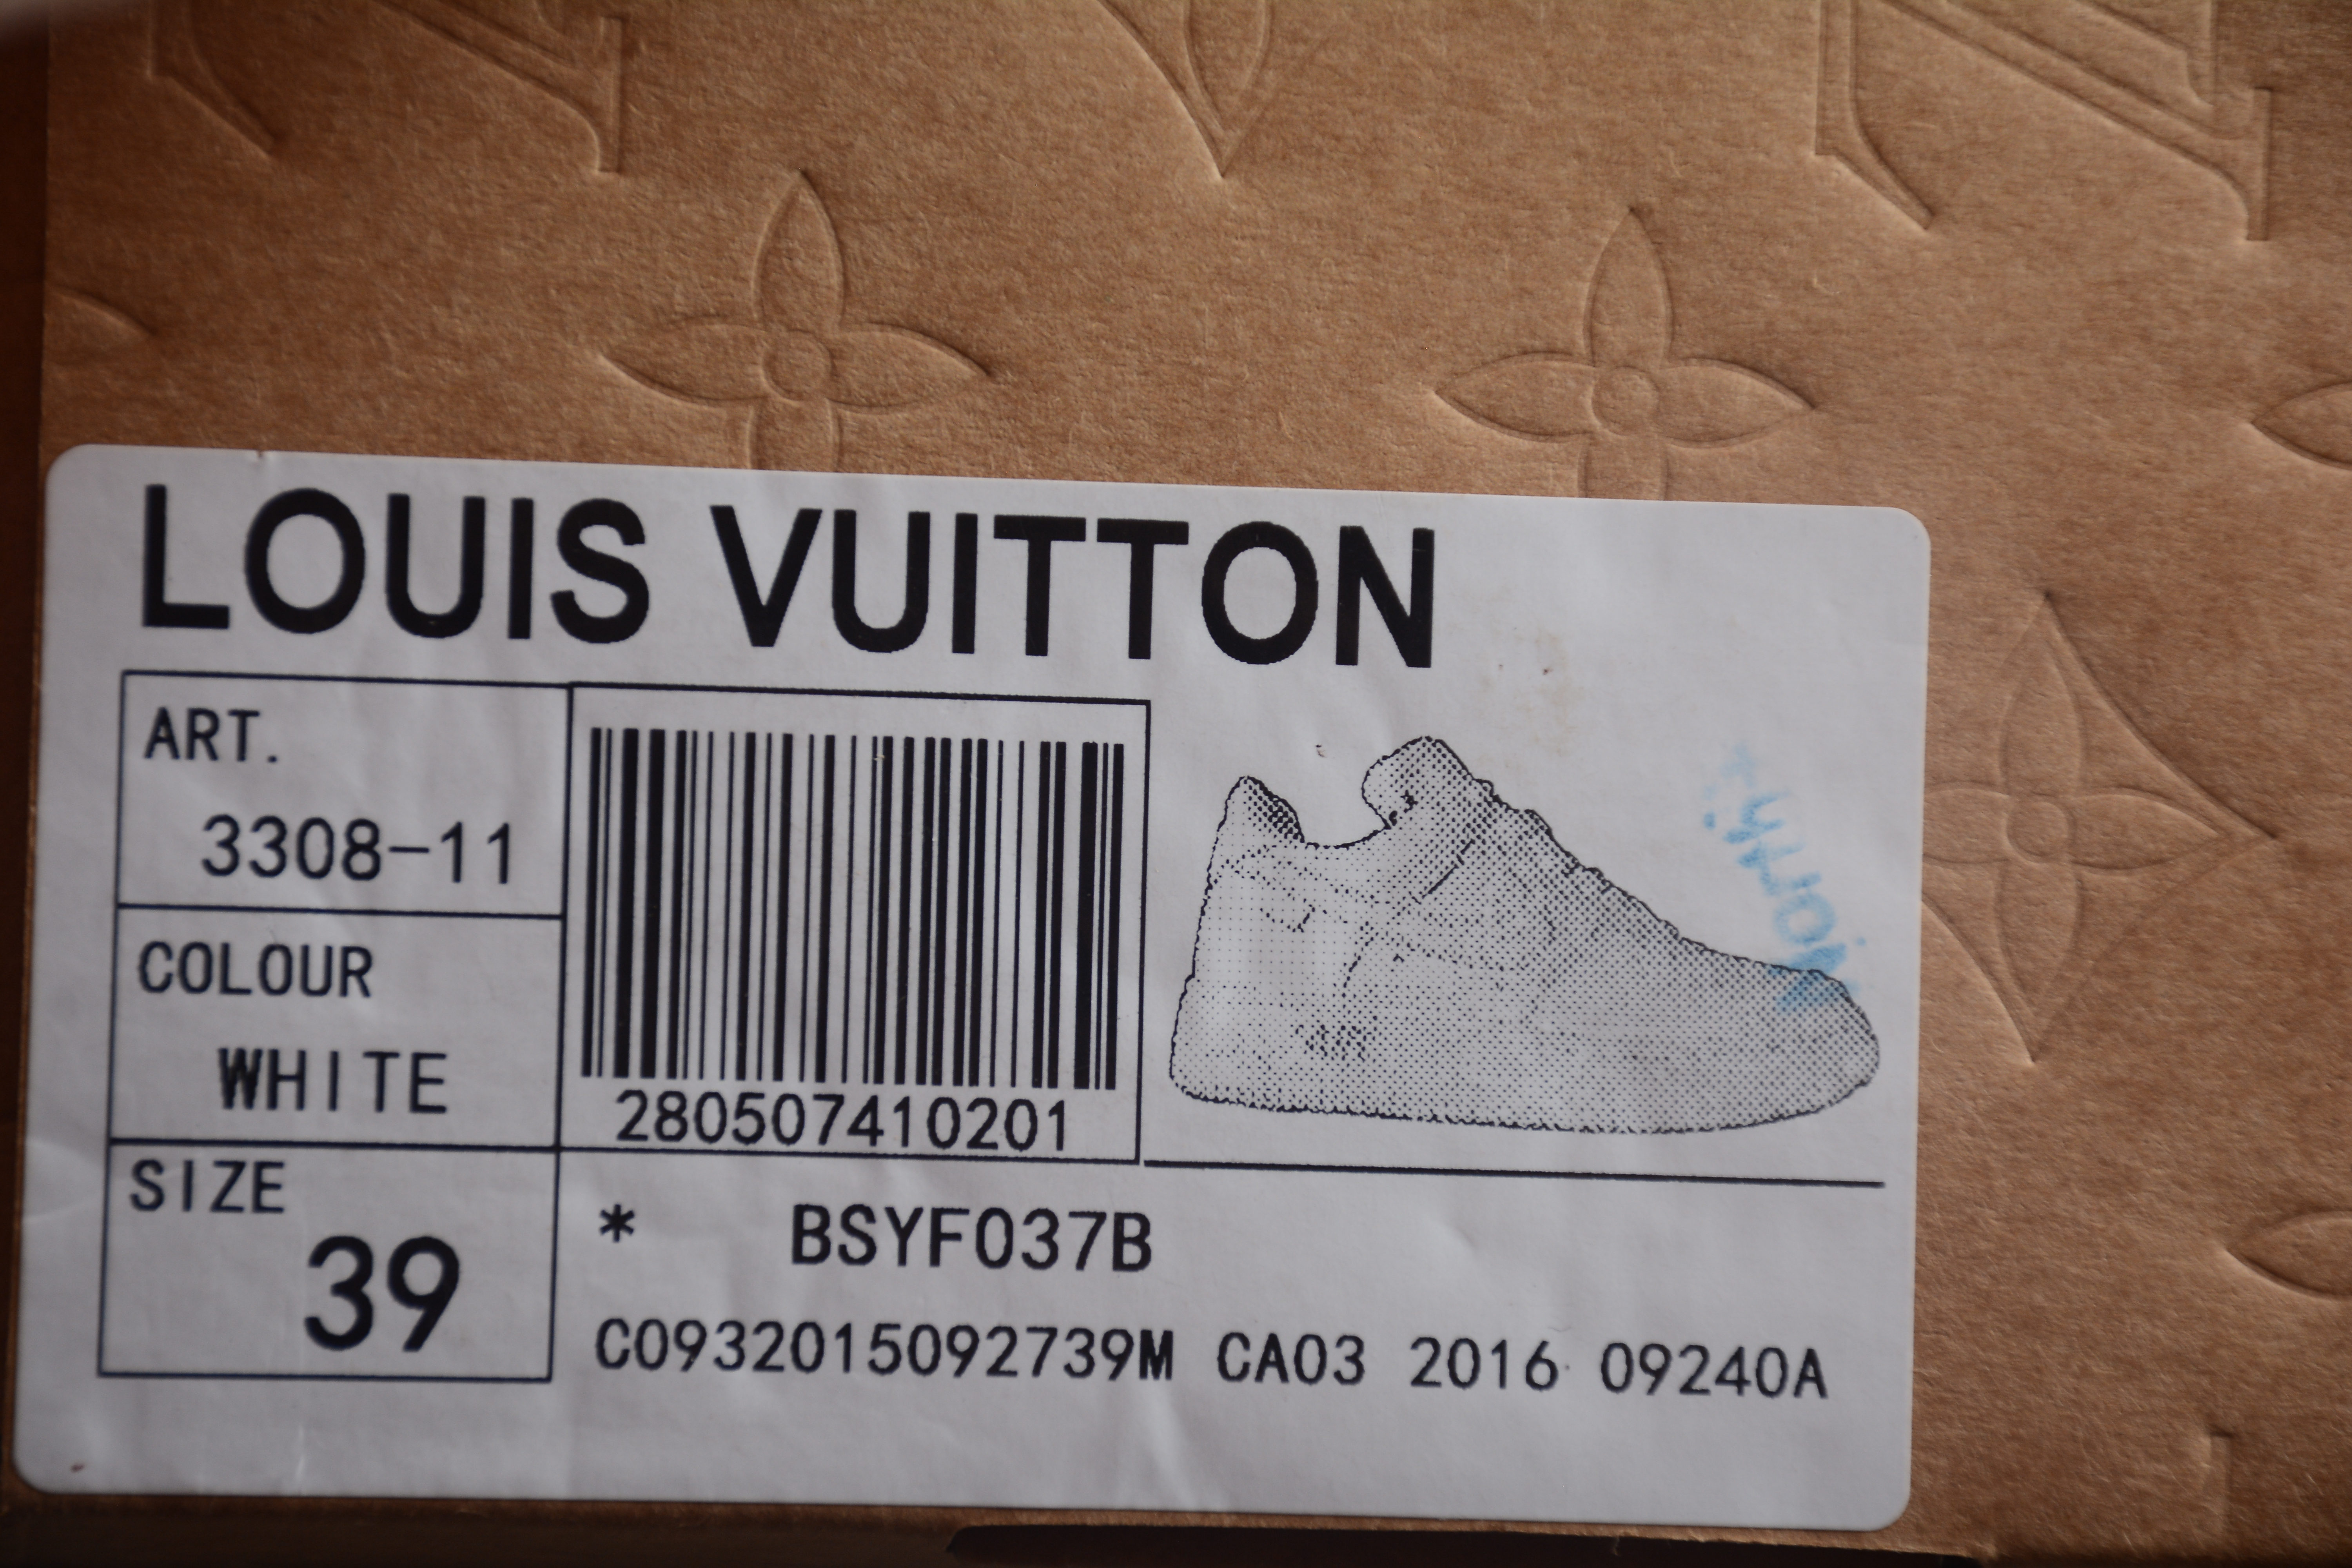 LOUIS VUITTON
ART.
3308-11
COLOUR
WHITE
SIZE
39
280507410201
* BSYF037B
C0932015092739M CA03 2016 09240A